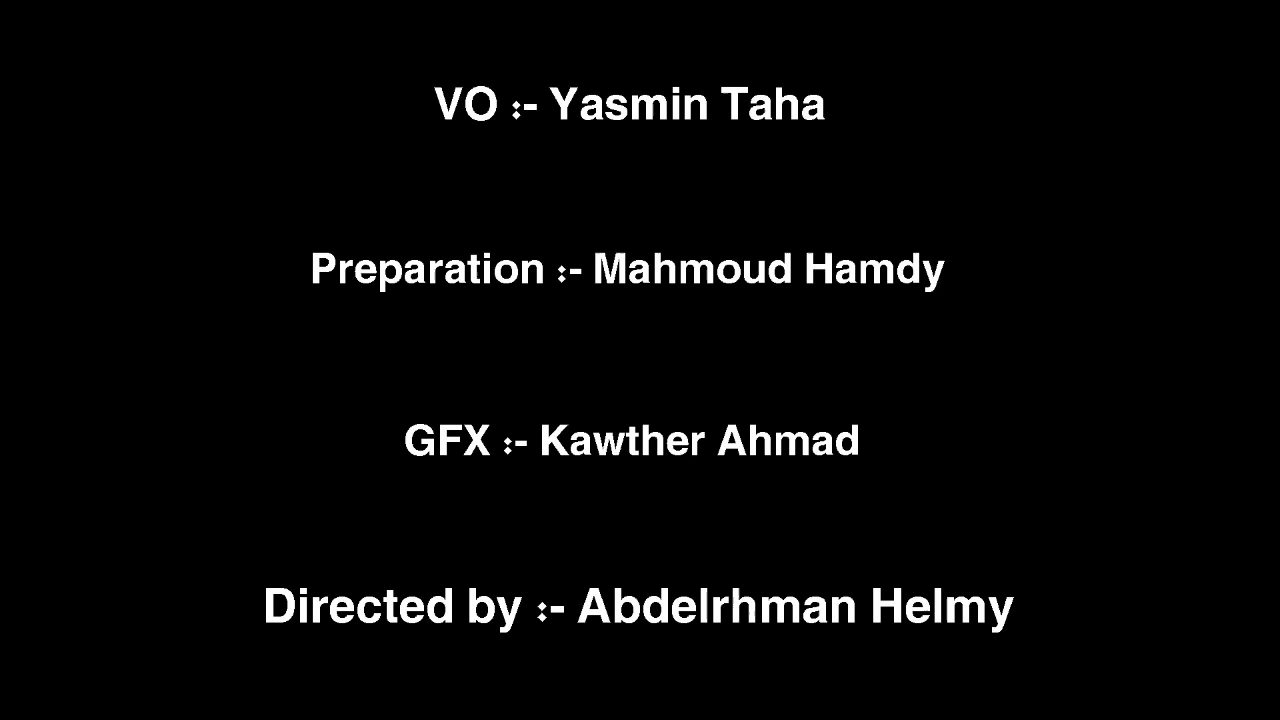 VO :- Yasmin Taha
Preparation :- Mahmoud Hamdy
GFX :- Kawther Ahmad
Directed by :- Abdelrhman Helmy